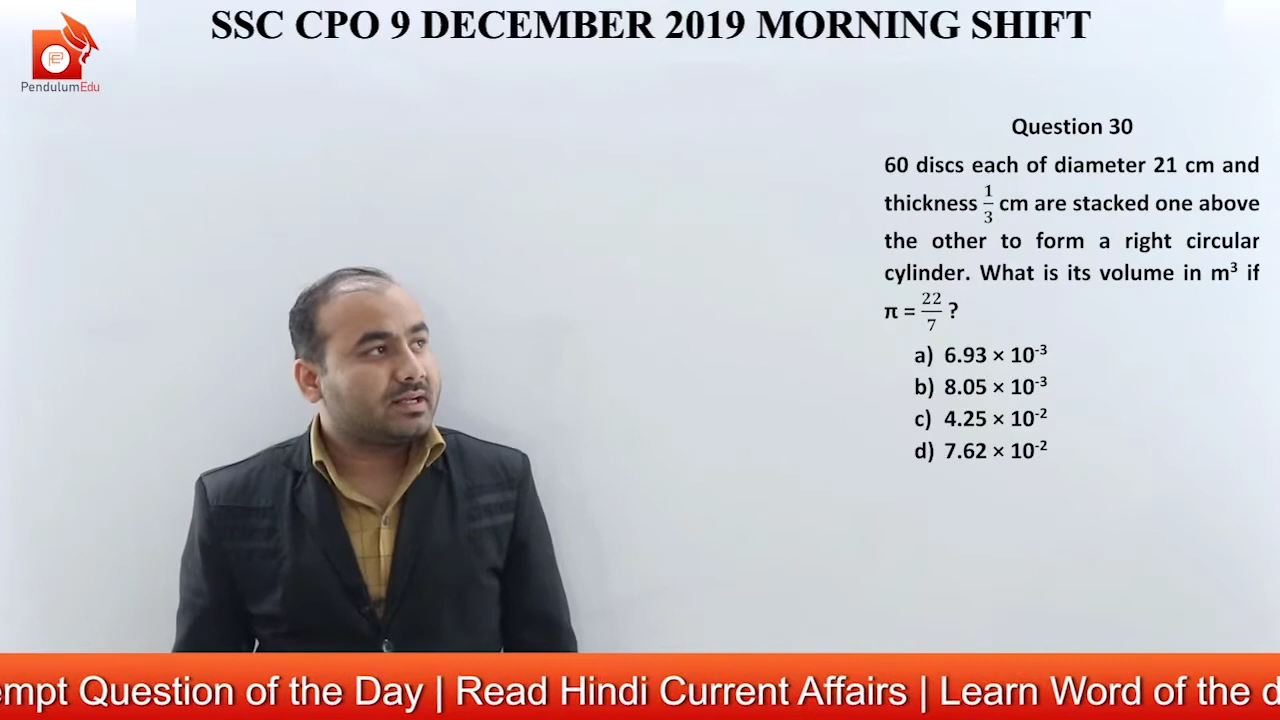 SSC CPO 9 DECEMBER 2019 MORNING SHIFT
PendulumEdu
Question 30
60 discs each of diameter 21 cm and
thickness 1/3 cm are stacked one above
the other to form a right circular
cylinder. What is its volume in m³ if
π = 22/7 ?
a) 6.93 × 10⁻³
b) 8.05 × 10⁻³
c) 4.25 × 10⁻²
d) 7.62 × 10⁻²
empt Question of the Day | Read Hindi Current Affairs | Learn Word of the d